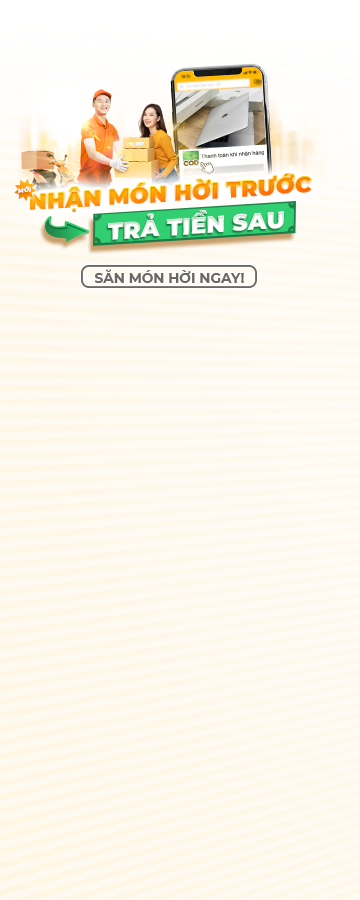 Thanh toán khi nhận hàng
COD
MỚI
NHẬN MÓN HỜI TRƯỚC
TRẢ TIỀN SAU
SĂN MÓN HỜI NGAY!